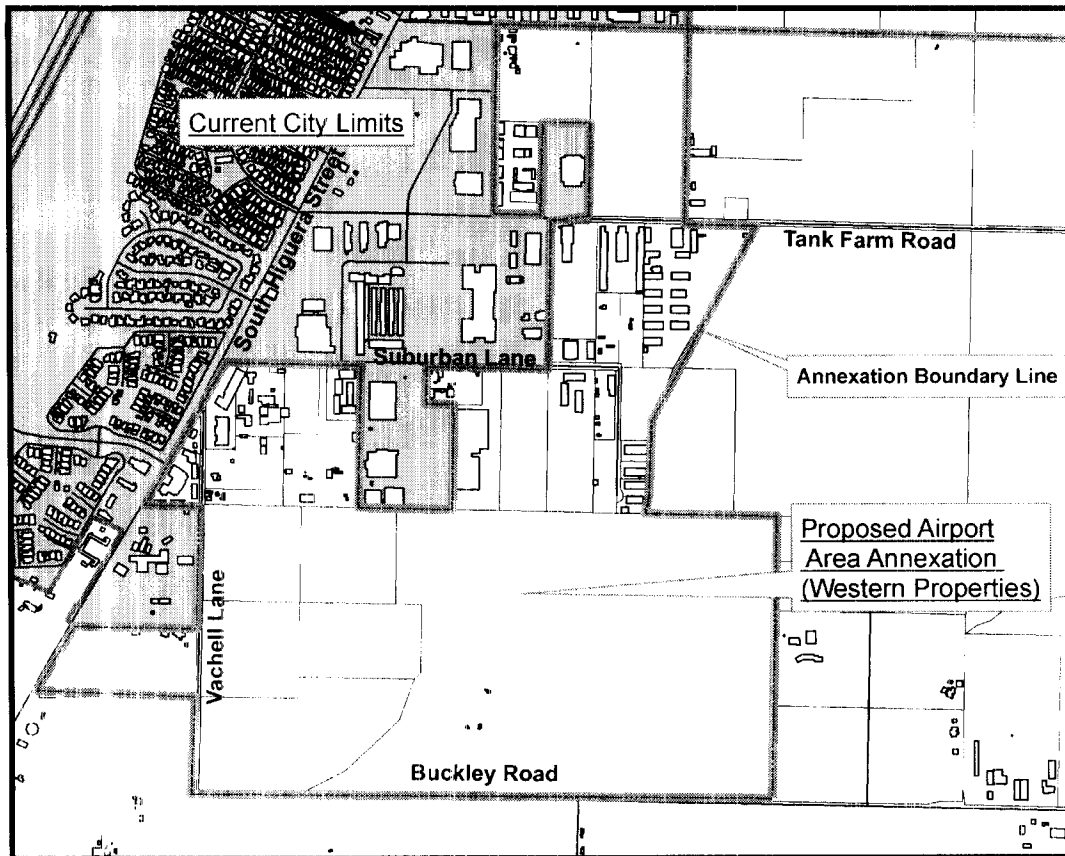 Current City Limits
South Higuera Street
Tank Farm Road
Suburban Lane
Annexation Boundary Line
Proposed Airport
Area Annexation
(Western Properties)
Vachell Lane
Buckley Road